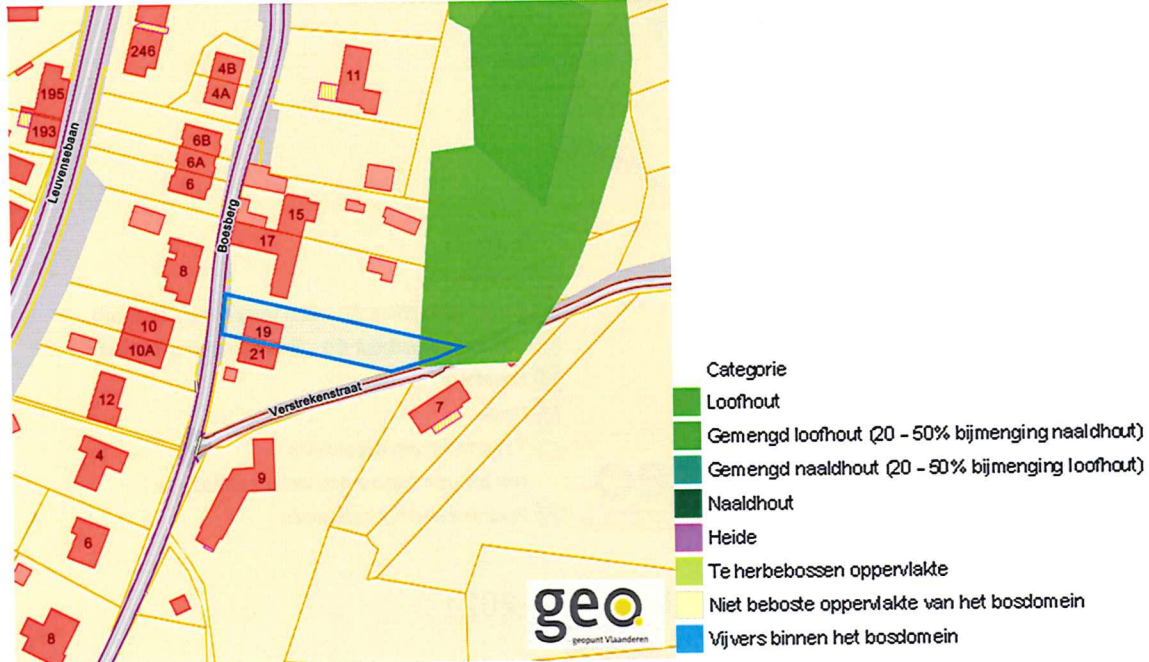 246
4B
4A
11
195
193
Leuvensebaan
6B
6A
6
Boesberg
15
17
8
19
21
10
10A
12
Verstrekenstraat
7
4
9
6
8
geo
geopunt Vlaanderen
Categorie
Loofhout
Gemengd loofhout (20 - 50% bijmenging naaldhout)
Gemengd naaldhout (20 - 50% bijmenging loofhout)
Naaldhout
Heide
Te herbebossen oppervlakte
Niet beboste oppervlakte van het bosdomein
Vijvers binnen het bosdomein